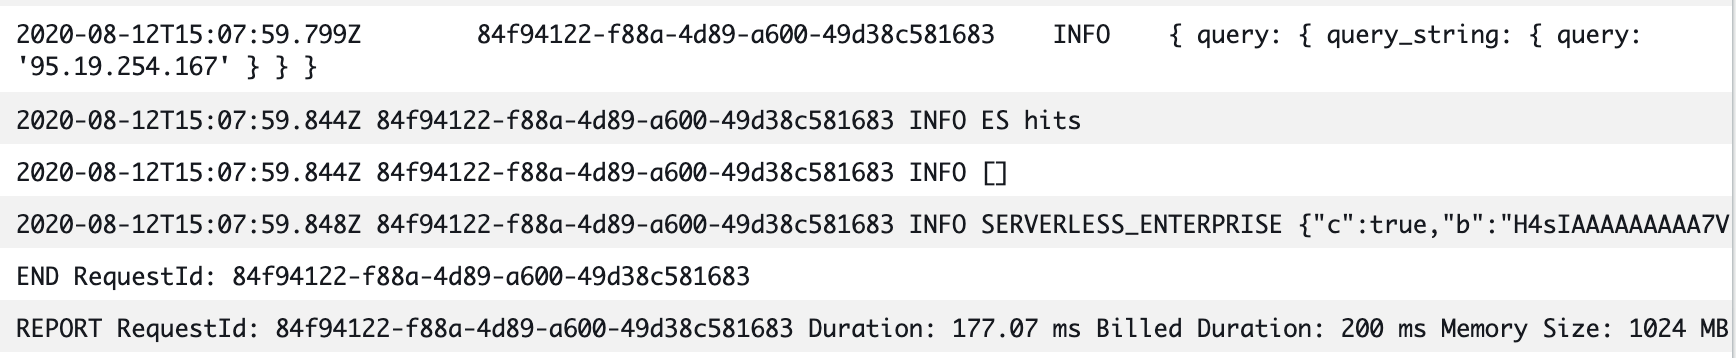 2020-08-12T15:07:59.799Z 84f94122-f88a-4d89-a600-49d38c581683 INFO { query: { query_string: { query:
'95.19.254.167' } } }
2020-08-12T15:07:59.844Z 84f94122-f88a-4d89-a600-49d38c581683 INFO ES hits
2020-08-12T15:07:59.844Z 84f94122-f88a-4d89-a600-49d38c581683 INFO []
2020-08-12T15:07:59.848Z 84f94122-f88a-4d89-a600-49d38c581683 INFO SERVERLESS_ENTERPRISE {"c":true,"b":"H4sIAAAAAAAAA7V
END RequestId: 84f94122-f88a-4d89-a600-49d38c581683
REPORT RequestId: 84f94122-f88a-4d89-a600-49d38c581683 Duration: 177.07 ms Billed Duration: 200 ms Memory Size: 1024 MB